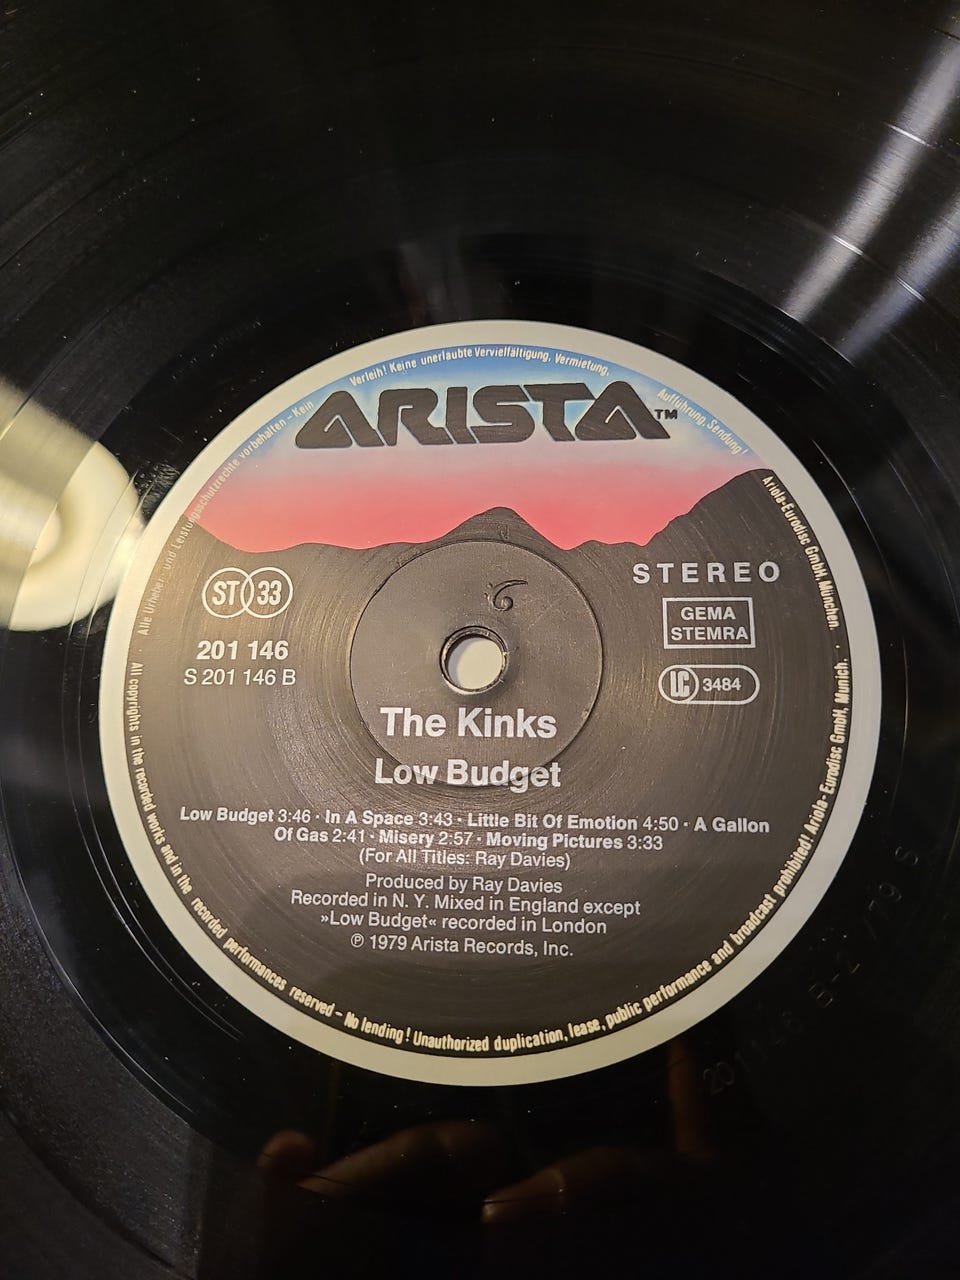 Alle Urheber- und Leistungsschutzrechte vorbehalten – Kein Verleih! Keine unerlaubte Vervielfältigung, Vermietung, Aufführung, Sendung!
ARISTA™
Ariola-Eurodisc GmbH, München.
STEREO
ST 33
GEMA
STEMRA
201 146
S 201 146 B
LC 3484
6
The Kinks
Low Budget
Low Budget 3:46 · In A Space 3:43 · Little Bit Of Emotion 4:50 · A Gallon
Of Gas 2:41 · Misery 2:57 · Moving Pictures 3:33
(For All Titles: Ray Davies)
Produced by Ray Davies
Recorded in N. Y. Mixed in England except
»Low Budget« recorded in London
℗ 1979 Arista Records, Inc.
All copyrights in the recorded works and in the recorded performances reserved – No lending! Unauthorized duplication, lease, public performance and broadcast prohibited! Ariola-Eurodisc GmbH, Munich.
201146 B-2/79 S